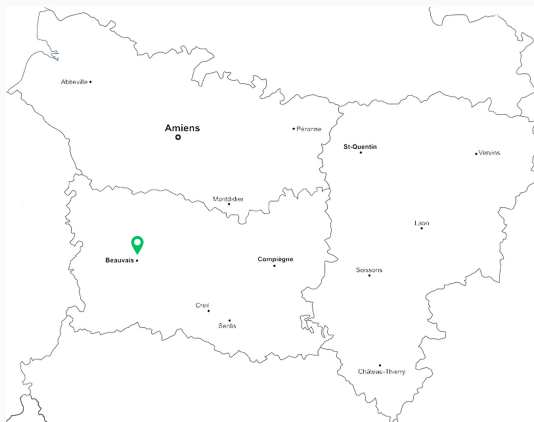 Abbeville
Amiens
Péronne
St-Quentin
Vervins
Montdidier
Laon
Beauvais
Compiègne
Soissons
Creil
Senlis
Château-Thierry